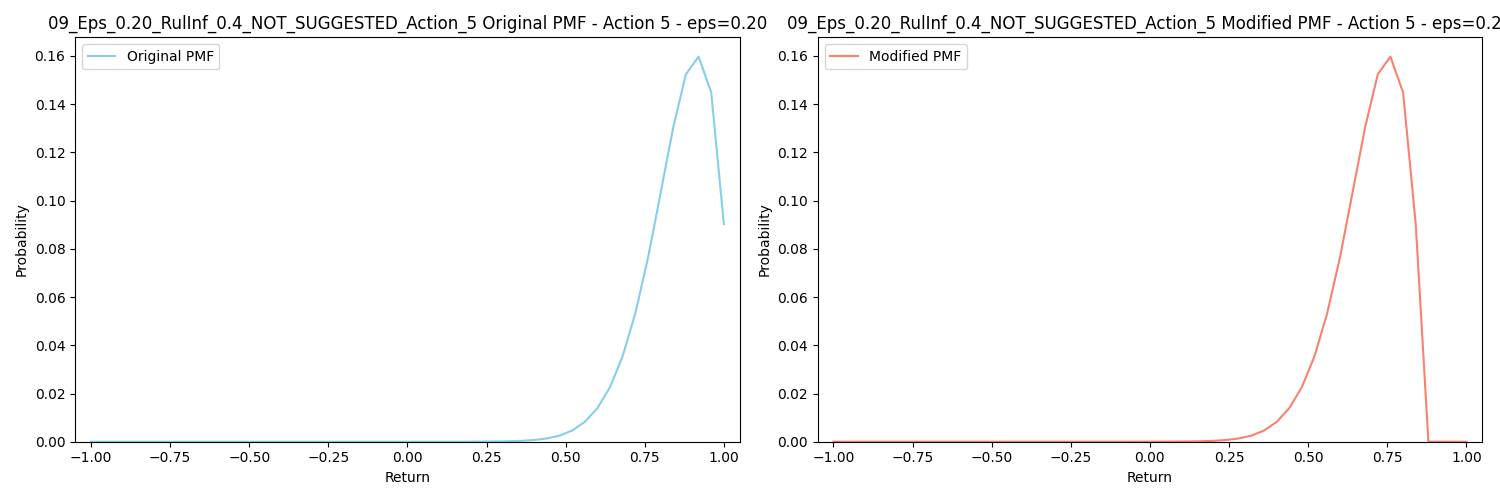 09_Eps_0.20_RulInf_0.4_NOT_SUGGESTED_Action_5 Original PMF - Action 5 - eps=0.20
Original PMF
0.16
0.14
0.12
0.10
0.08
0.06
0.04
0.02
0.00
Probability
−1.00 −0.75 −0.50 −0.25 0.00 0.25 0.50 0.75 1.00
Return
09_Eps_0.20_RulInf_0.4_NOT_SUGGESTED_Action_5 Modified PMF - Action 5 - eps=0.2
Modified PMF
0.16
0.14
0.12
0.10
0.08
0.06
0.04
0.02
0.00
Probability
−1.00 −0.75 −0.50 −0.25 0.00 0.25 0.50 0.75 1.00
Return